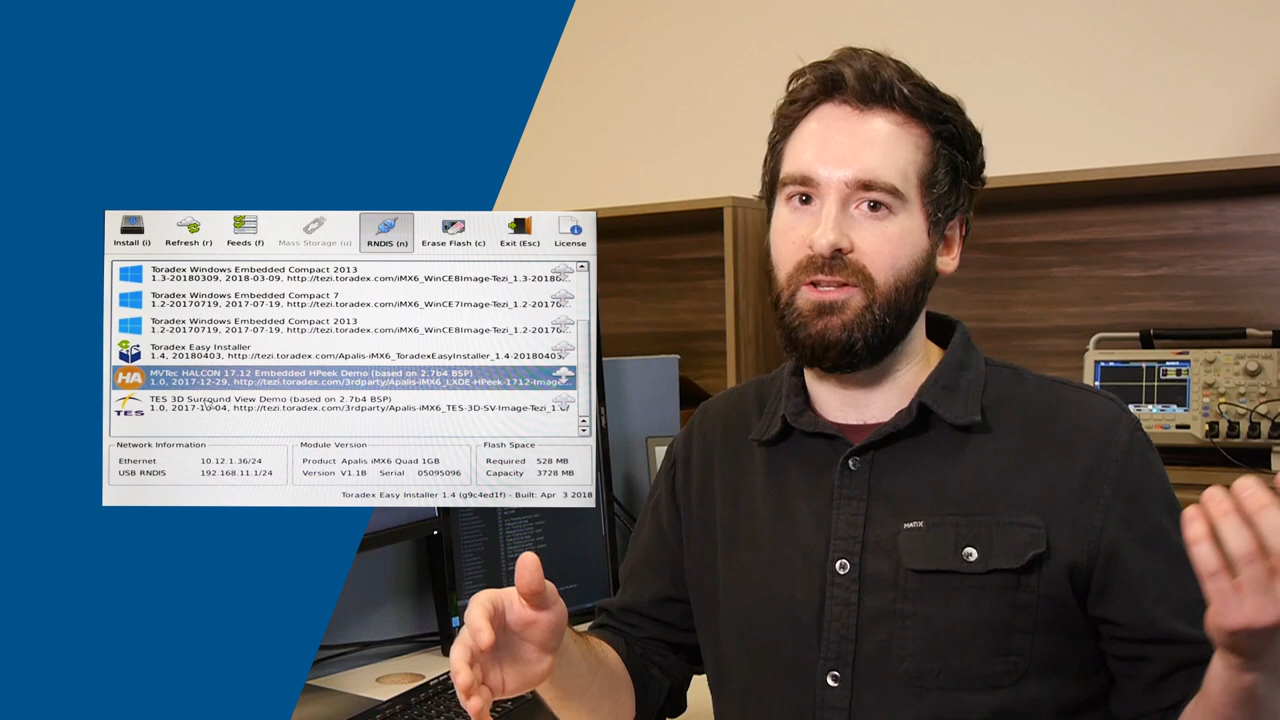 Install (i) Refresh (r) Feeds (f) Mass Storage (u) RNDIS (n) Erase Flash (c) Exit (Esc) License
Toradex Windows Embedded Compact 2013
1.3-20180309, 2018-03-09, http://tezi.toradex.com/iMX6_WinCE8Image-Tezi_1.3-20180...
Toradex Windows Embedded Compact 7
1.2-20170719, 2017-07-19, http://tezi.toradex.com/iMX6_WinCE7Image-Tezi_1.2-20170...
Toradex Windows Embedded Compact 2013
1.2-20170719, 2017-07-19, http://tezi.toradex.com/iMX6_WinCE8Image-Tezi_1.2-20170...
Toradex Easy Installer
1.4, 20180403, http://tezi.toradex.com/Apalis-iMX6_ToradexEasyInstaller_1.4-20180403/
HA
MVTec HALCON 17.12 Embedded HPeek Demo (based on 2.7b4 BSP)
1.0, 2017-12-29, http://tezi.toradex.com/3rdparty/Apalis-iMX6_LXDE-HPeek-1712-Image...
TES
TES 3D Surround View Demo (based on 2.7b4 BSP)
1.0, 2017-10-04, http://tezi.toradex.com/3rdparty/Apalis-iMX6_TES-3D-SV-Image-Tezi_1.0/
Network Information Module Version Flash Space
Ethernet 10.12.1.36/24 Product Apalis iMX6 Quad 1GB Required 528 MB
USB RNDIS 192.168.11.1/24 Version V1.1B Serial 05095096 Capacity 3728 MB
Toradex Easy Installer 1.4 (g9c4ed1f) - Built: Apr 3 2018
MATIX